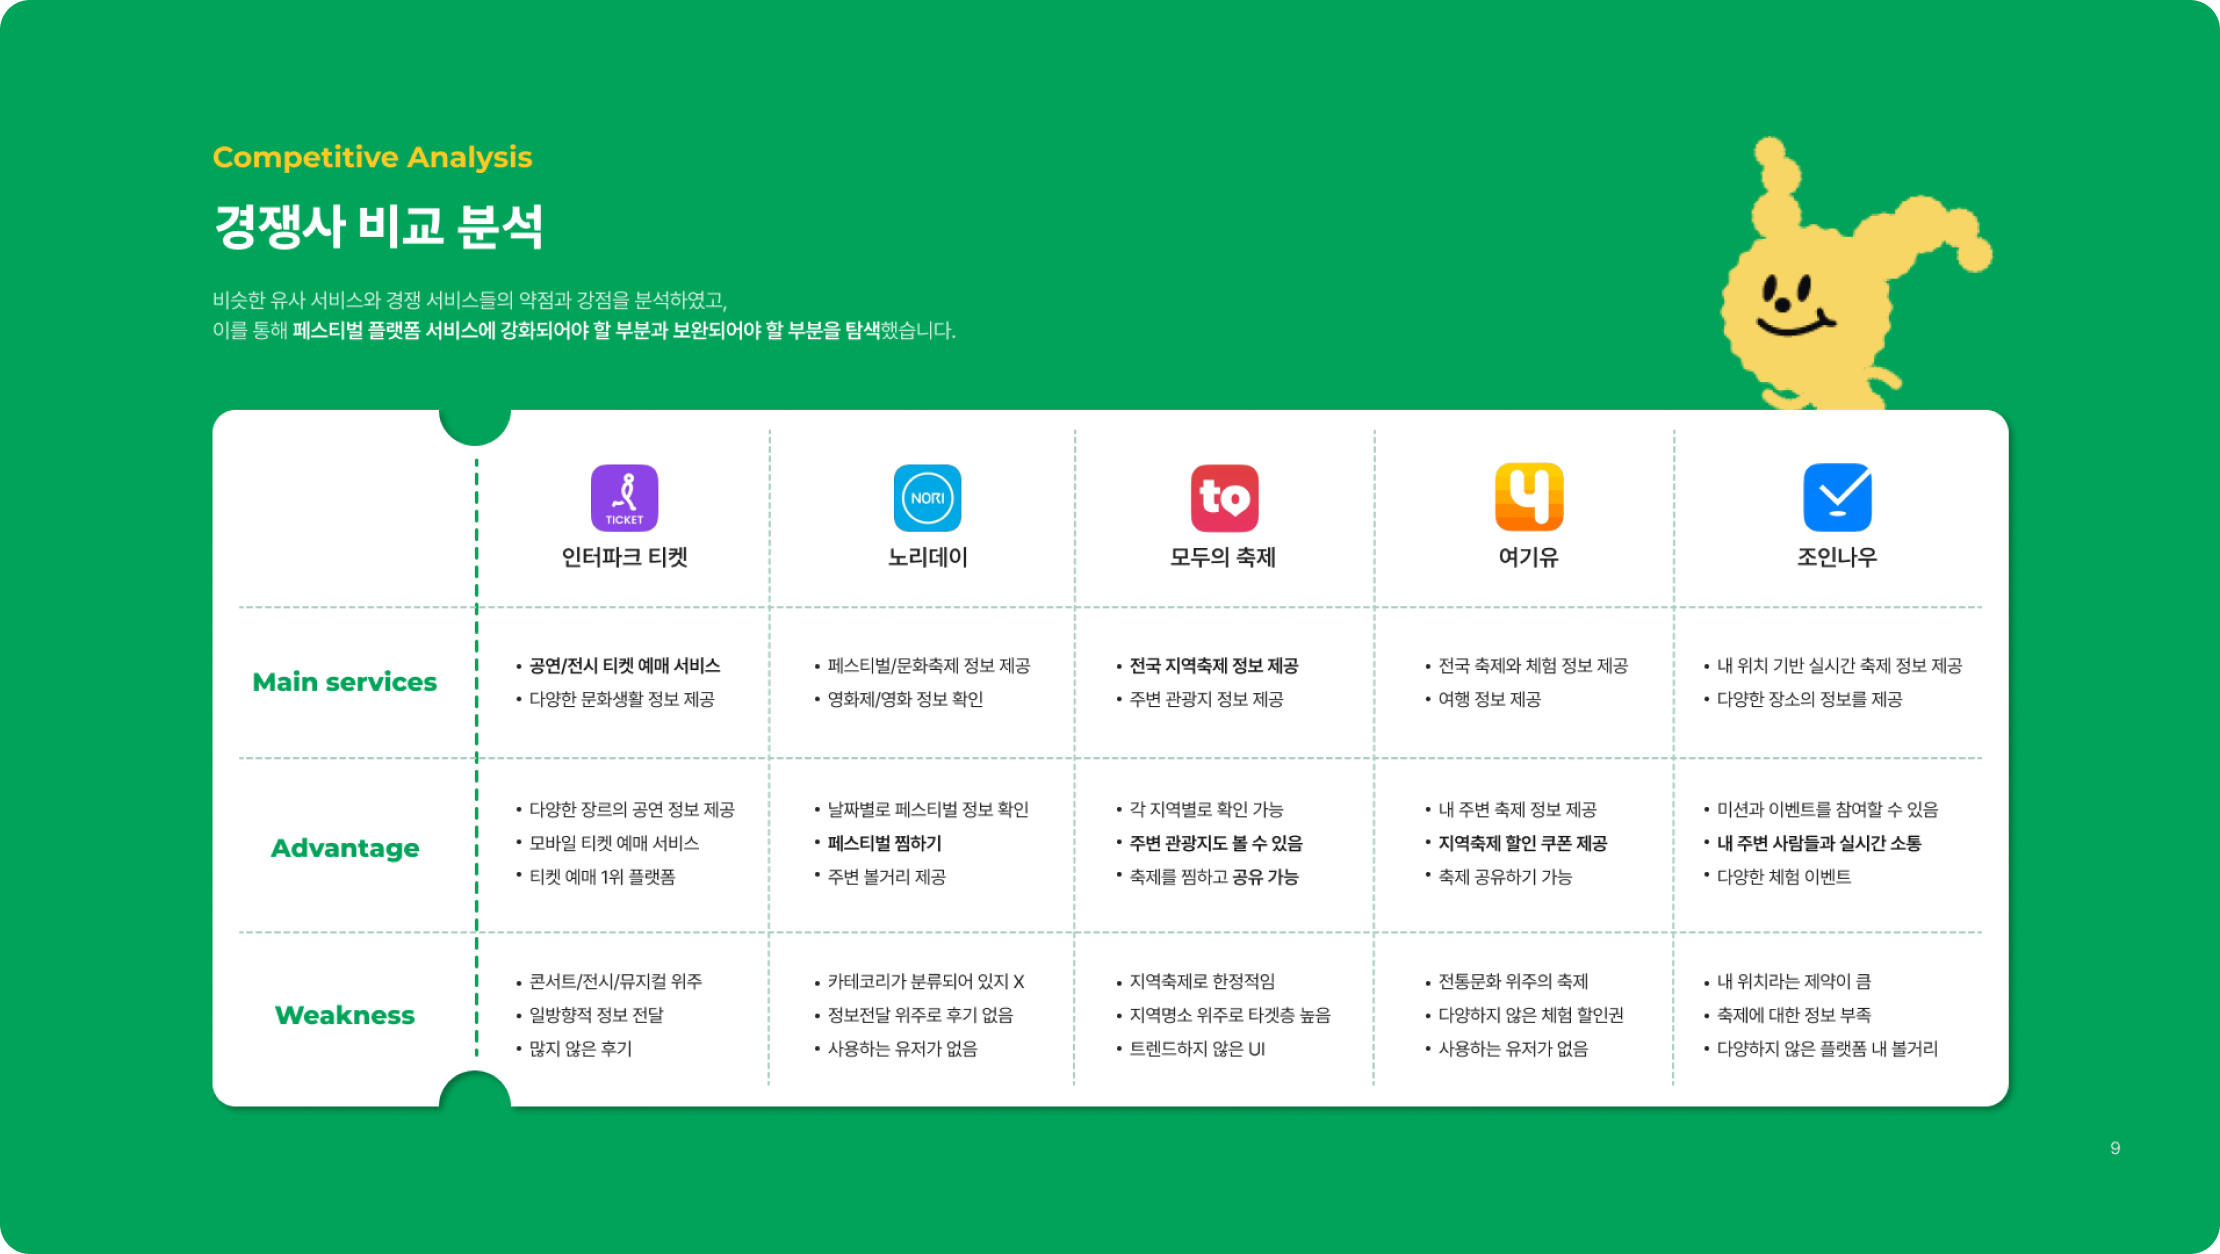 Competitive Analysis
경쟁사 비교 분석
비슷한 유사 서비스와 경쟁 서비스들의 약점과 강점을 분석하였고,
이를 통해 페스티벌 플랫폼 서비스에 강화되어야 할 부분과 보완되어야 할 부분을 탐색했습니다.
TICKET
인터파크 티켓
NORI
노리데이
to
모두의 축제
여기유
조인나우
Main services
• 공연/전시 티켓 예매 서비스
• 다양한 문화생활 정보 제공
• 페스티벌/문화축제 정보 제공
• 영화제/영화 정보 확인
• 전국 지역축제 정보 제공
• 주변 관광지 정보 제공
• 전국 축제와 체험 정보 제공
• 여행 정보 제공
• 내 위치 기반 실시간 축제 정보 제공
• 다양한 장소의 정보를 제공
Advantage
• 다양한 장르의 공연 정보 제공
• 모바일 티켓 예매 서비스
• 티켓 예매 1위 플랫폼
• 날짜별로 페스티벌 정보 확인
• 페스티벌 찜하기
• 주변 볼거리 제공
• 각 지역별로 확인 가능
• 주변 관광지도 볼 수 있음
• 축제를 찜하고 공유 가능
• 내 주변 축제 정보 제공
• 지역축제 할인 쿠폰 제공
• 축제 공유하기 가능
• 미션과 이벤트를 참여할 수 있음
• 내 주변 사람들과 실시간 소통
• 다양한 체험 이벤트
Weakness
• 콘서트/전시/뮤지컬 위주
• 일방향적 정보 전달
• 많지 않은 후기
• 카테코리가 분류되어 있지 X
• 정보전달 위주로 후기 없음
• 사용하는 유저가 없음
• 지역축제로 한정적임
• 지역명소 위주로 타겟층 높음
• 트렌드하지 않은 UI
• 전통문화 위주의 축제
• 다양하지 않은 체험 할인권
• 사용하는 유저가 없음
• 내 위치라는 제약이 큼
• 축제에 대한 정보 부족
• 다양하지 않은 플랫폼 내 볼거리
9